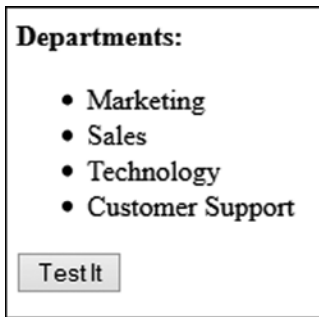 Departments:
• Marketing
• Sales
• Technology
• Customer Support
Test It